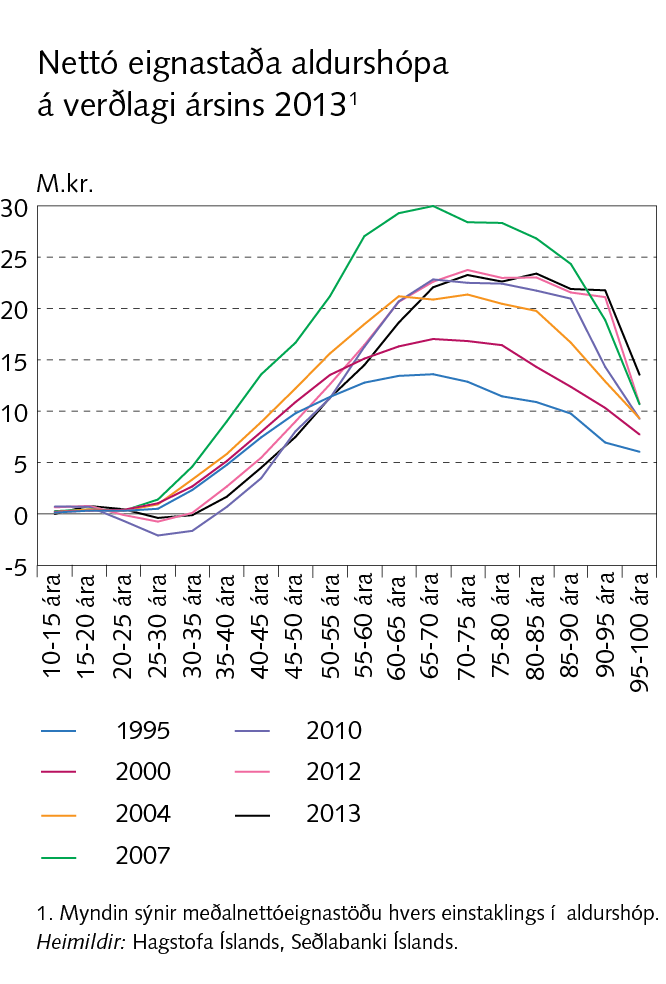 Nettó eignastaða aldurshópa
á verðlagi ársins 2013¹
M.kr.
30
25
20
15
10
5
0
-5
10-15 ára
15-20 ára
20-25 ára
25-30 ára
30-35 ára
35-40 ára
40-45 ára
45-50 ára
50-55 ára
55-60 ára
60-65 ára
65-70 ára
70-75 ára
75-80 ára
80-85 ára
85-90 ára
90-95 ára
95-100 ára
1995
2000
2004
2007
2010
2012
2013
1. Myndin sýnir meðalnettóeignastöðu hvers einstaklings í aldurshóp.
Heimildir: Hagstofa Íslands, Seðlabanki Íslands.